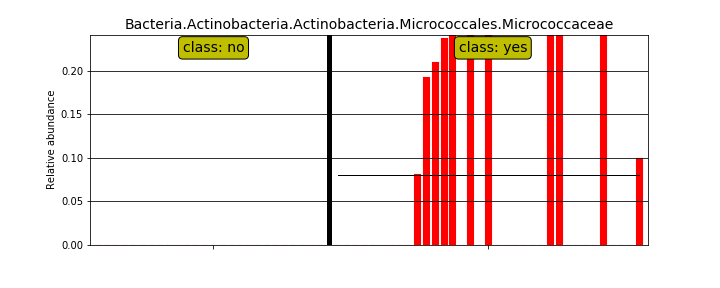 Bacteria.Actinobacteria.Actinobacteria.Micrococcales.Micrococcaceae
class: no
class: yes
Relative abundance
0.20
0.15
0.10
0.05
0.00